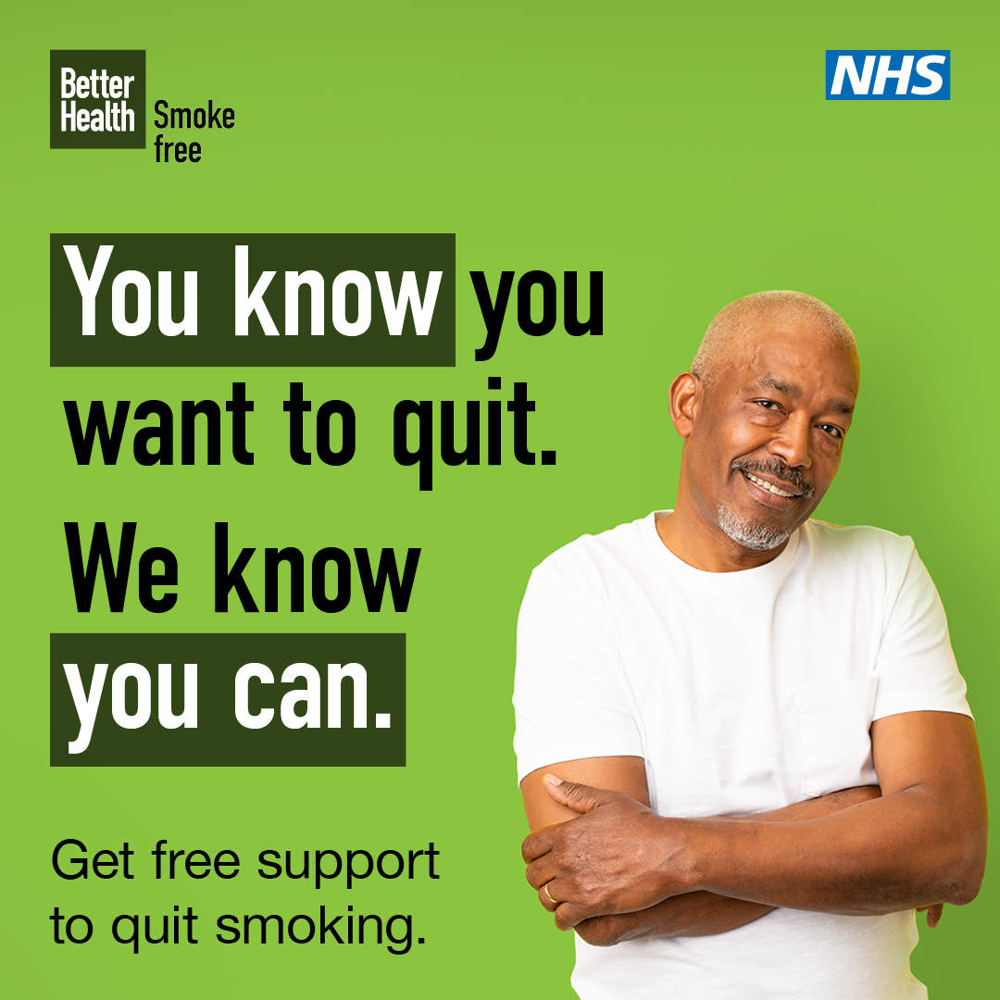 Better
Health
Smoke
free
NHS
You know you
want to quit.
We know
you can.
Get free support
to quit smoking.